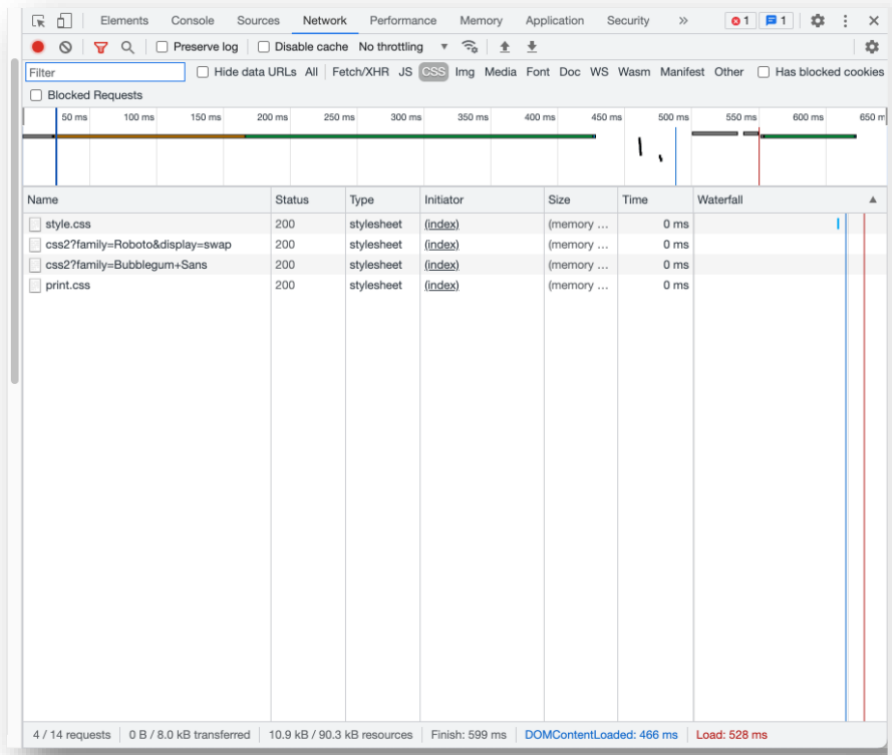 Elements Console Sources Network Performance Memory Application Security » 1 1
Preserve log Disable cache No throttling
Filter Hide data URLs All Fetch/XHR JS CSS Img Media Font Doc WS Wasm Manifest Other Has blocked cookies
Blocked Requests
50 ms 100 ms 150 ms 200 ms 250 ms 300 ms 350 ms 400 ms 450 ms 500 ms 550 ms 600 ms 650 m
Name Status Type Initiator Size Time Waterfall
style.css 200 stylesheet (index) (memory ... 0 ms
css2?family=Roboto&display=swap 200 stylesheet (index) (memory ... 0 ms
css2?family=Bubblegum+Sans 200 stylesheet (index) (memory ... 0 ms
print.css 200 stylesheet (index) (memory ... 0 ms
4 / 14 requests 0 B / 8.0 kB transferred 10.9 kB / 90.3 kB resources Finish: 599 ms DOMContentLoaded: 466 ms Load: 528 ms